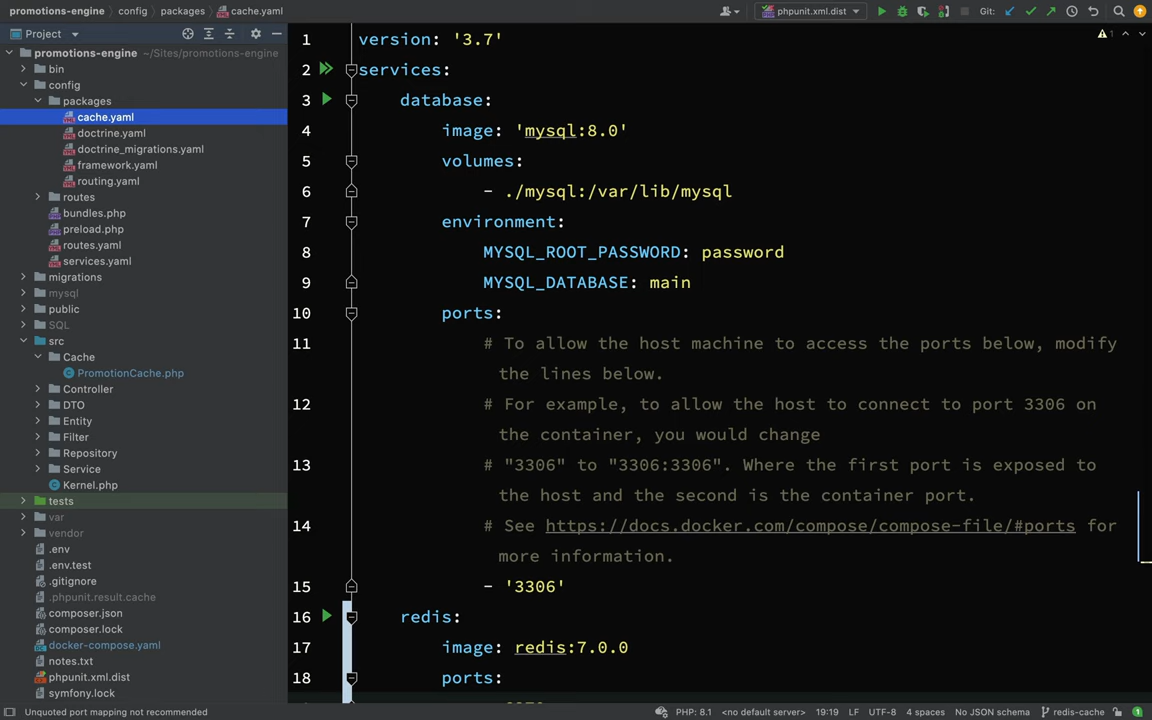 promotions-engine config packages cache.yaml phpunit.xml.dist Git:
Project
promotions-engine ~/Sites/promotions-engine
bin
config
packages
cache.yaml
doctrine.yaml
doctrine_migrations.yaml
framework.yaml
routing.yaml
routes
bundles.php
preload.php
routes.yaml
services.yaml
migrations
mysql
public
SQL
src
Cache
PromotionCache.php
Controller
DTO
Entity
Filter
Repository
Service
Kernel.php
tests
var
vendor
.env
.env.test
.gitignore
.phpunit.result.cache
composer.json
composer.lock
docker-compose.yaml
notes.txt
phpunit.xml.dist
symfony.lock
1 version: '3.7'
2 services:
3 database:
4 image: 'mysql:8.0'
5 volumes:
6 - ./mysql:/var/lib/mysql
7 environment:
8 MYSQL_ROOT_PASSWORD: password
9 MYSQL_DATABASE: main
10 ports:
11 # To allow the host machine to access the ports below, modify
the lines below.
12 # For example, to allow the host to connect to port 3306 on
the container, you would change
13 # "3306" to "3306:3306". Where the first port is exposed to
the host and the second is the container port.
14 # See https://docs.docker.com/compose/compose-file/#ports for
more information.
15 - '3306'
16 redis:
17 image: redis:7.0.0
18 ports:
1
Unquoted port mapping not recommended PHP: 8.1 <no default server> 19:19 LF UTF-8 4 spaces No JSON schema redis-cache 1